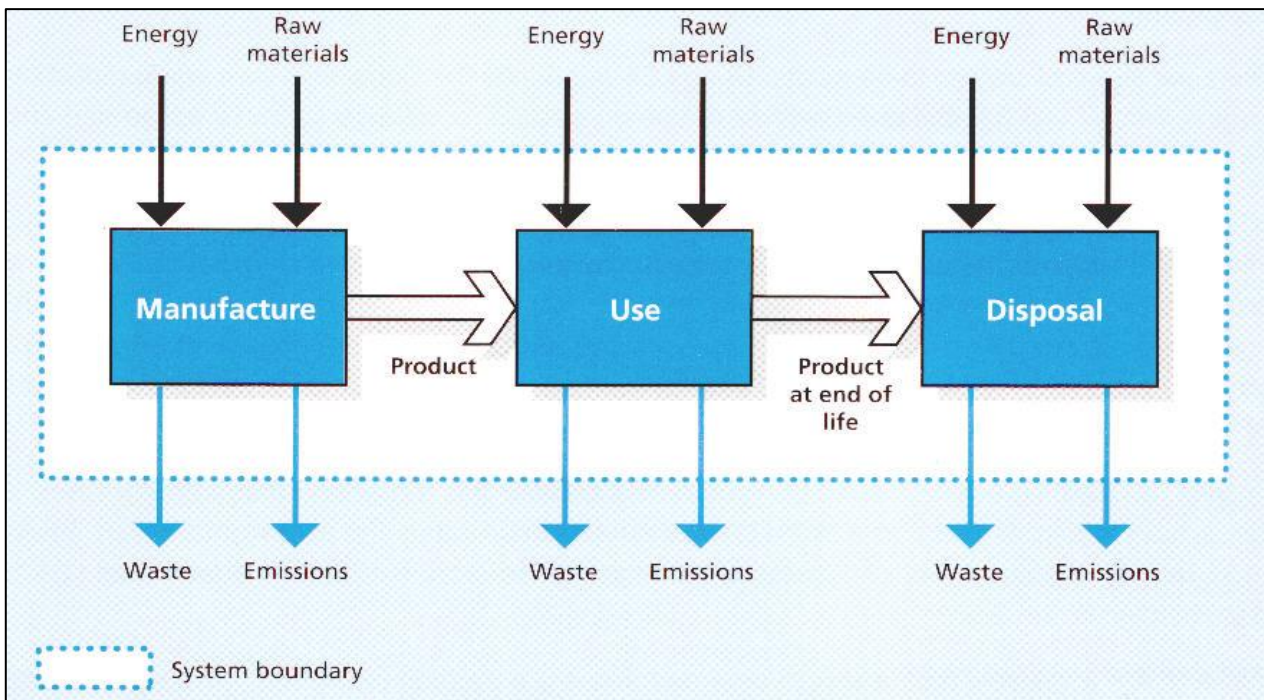 Energy
Raw
materials
Energy
Raw
materials
Energy
Raw
materials
Manufacture
Use
Disposal
Product
Product
at end of
life
Waste
Emissions
Waste
Emissions
Waste
Emissions
System boundary